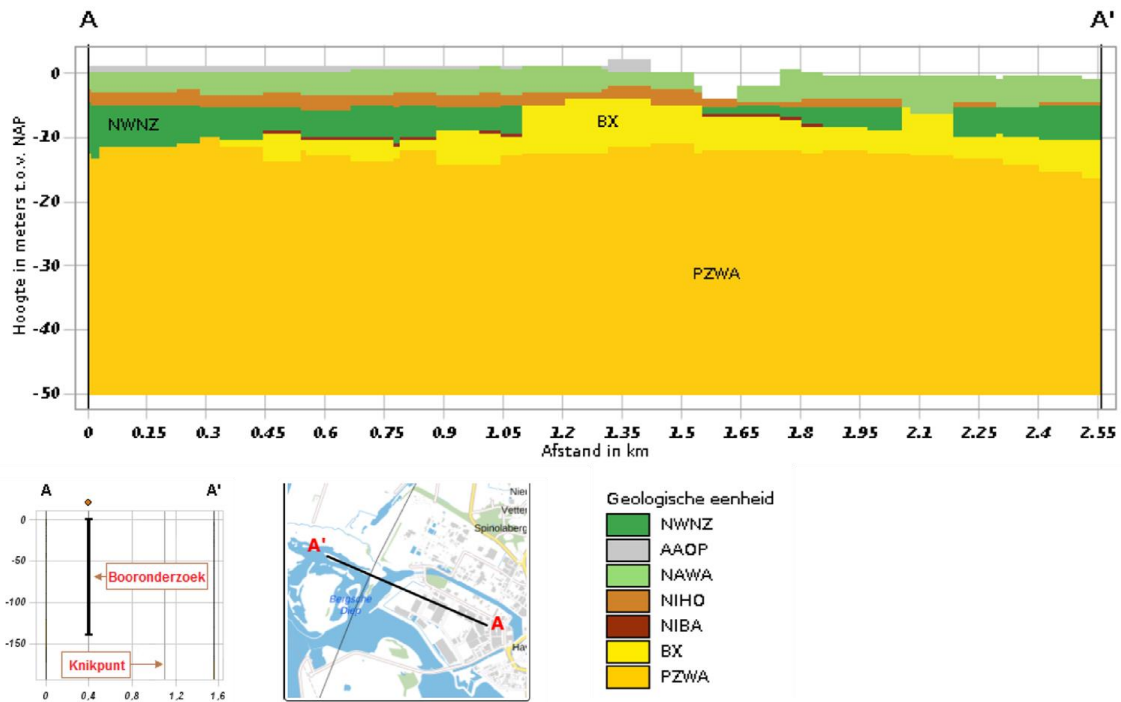 A A'
Hoogte in meters t.o.v. NAP
0
-10
-20
-30
-40
-50
NWNZ
BX
PZWA
0 0.15 0.3 0.45 0.6 0.75 0.9 1.05 1.2 1.35 1.5 1.65 1.8 1.95 2.1 2.25 2.4 2.55
Afstand in km
A A'
0
-50
-100
-150
Booronderzoek
Knikpunt
0 0,4 0,8 1,2 1,6
A'
A
Bergsche
Diep
Vette
Spinolaberg
Geologische eenheid
NWNZ
AAOP
NAWA
NIHO
NIBA
BX
PZWA